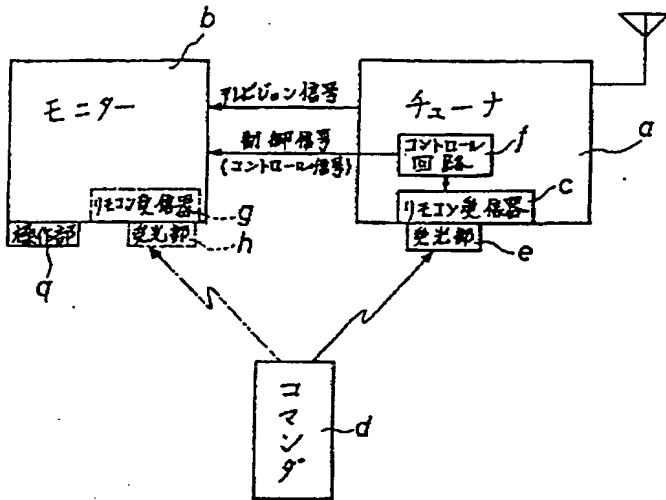 b
モニター
テレビジョン信号
制御信号
(コントロール信号)
チューナ
a
コントロール
回路
f
c
リモコン受信器
g
リモコン受信器
操作部
受光部
h
受光部
e
q
コマンダ
d